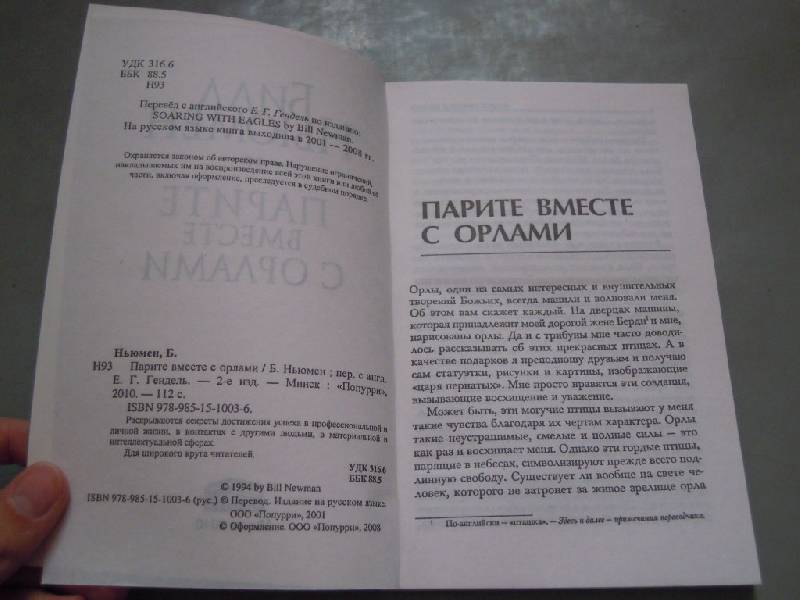 УДК 316.6
ББК 88.5
Н93
Перевёл с английского Е. Г. Гендель по изданию:
SOARING WITH EAGLES by Bill Newman.
На русском языке книга выходила в 2001 — 2008 гг.
Охраняется законом об авторском праве. Нарушение ограничений,
накладываемых им на воспроизведение всей этой книги или любой её
части, включая оформление, преследуется в судебном порядке.
ПАРИТЕ
ВМЕСТЕ
С ОРЛАМИ
Ньюмен, Б.
Н93 Парите вместе с орлами / Б. Ньюмен ; пер. с англ.
Е. Г. Гендель. — 2-е изд. — Минск : «Попурри»,
2010. — 112 с.
ISBN 978-985-15-1003-6.
Раскрываются секреты достижения успеха в профессиональной и
личной жизни, в контактах с другими людьми, в материальной и
интеллектуальной сферах.
Для широкого круга читателей.
УДК 316.6
ББК 88.5
© 1994 by Bill Newman
ISBN 978-985-15-1003-6 (рус.) © Перевод. Издание на русском языке.
ООО «Попурри», 2001
© Оформление. ООО «Попурри», 2008
ПАРИТЕ ВМЕСТЕ
С ОРЛАМИ
Орлы, одни из самых интересных и внушительных
творений Божьих, всегда манили и волновали меня.
Об этом вам скажет каждый. На дверцах машины,
которая принадлежит моей дорогой жене Берди¹ и мне,
нарисованы орлы. Да и с трибуны мне часто доводи-
лось рассказывать об этих прекрасных птицах. А в
качестве подарков я преподношу друзьям и получаю
сам статуэтки, рисунки и картины, изображающие
«царя пернатых». Мне просто нравятся эти создания,
вызывающие восхищение и уважение.
Может быть, эти могучие птицы вызывают у меня
такие чувства благодаря их чертам характера. Орлы
такие неустрашимые, смелые и полные силы — это
как раз и восхищает меня. Однако эти гордые птицы,
парящие в небесах, символизируют прежде всего под-
линную свободу. Существует ли вообще на свете че-
ловек, которого не затронет за живое зрелище орла
¹ По-английски — «пташка». — Здесь и далее — примечания переводчика.